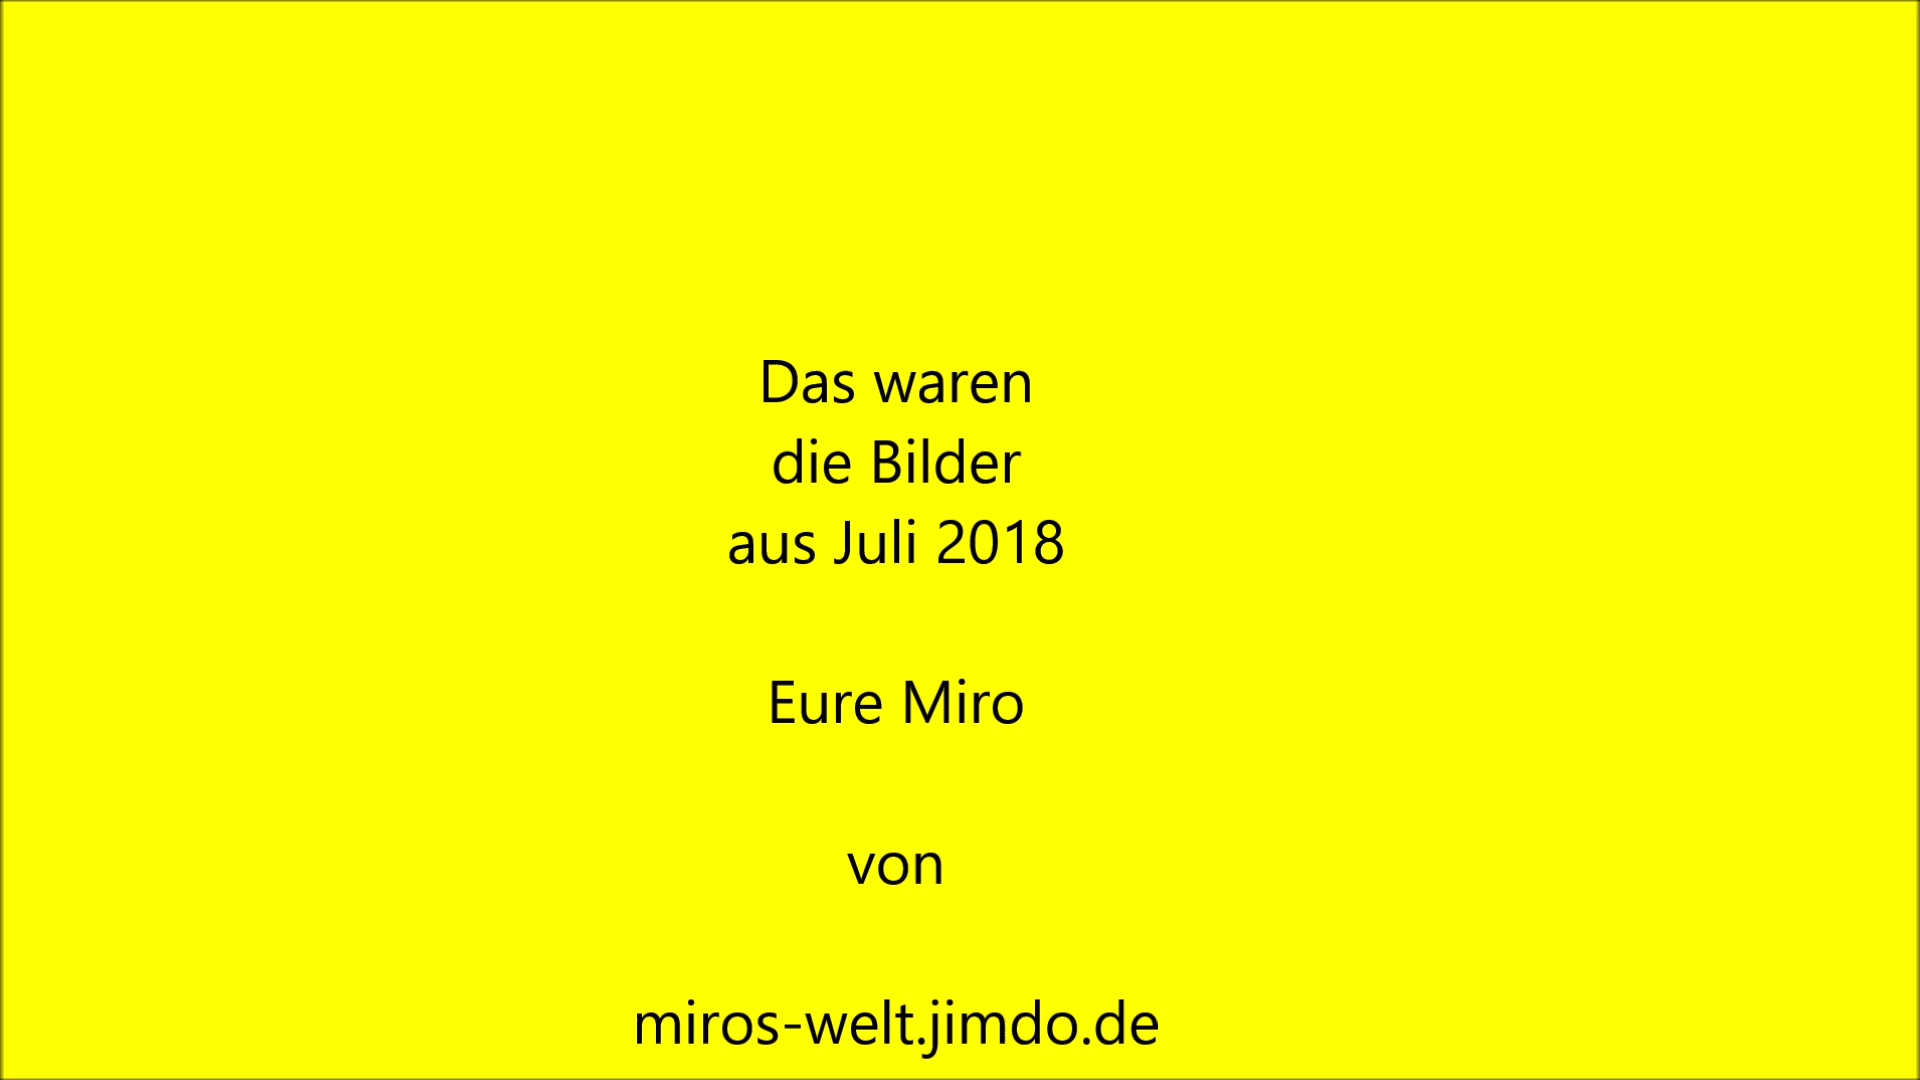 Das waren
die Bilder
aus Juli 2018
Eure Miro
von
miros-welt.jimdo.de